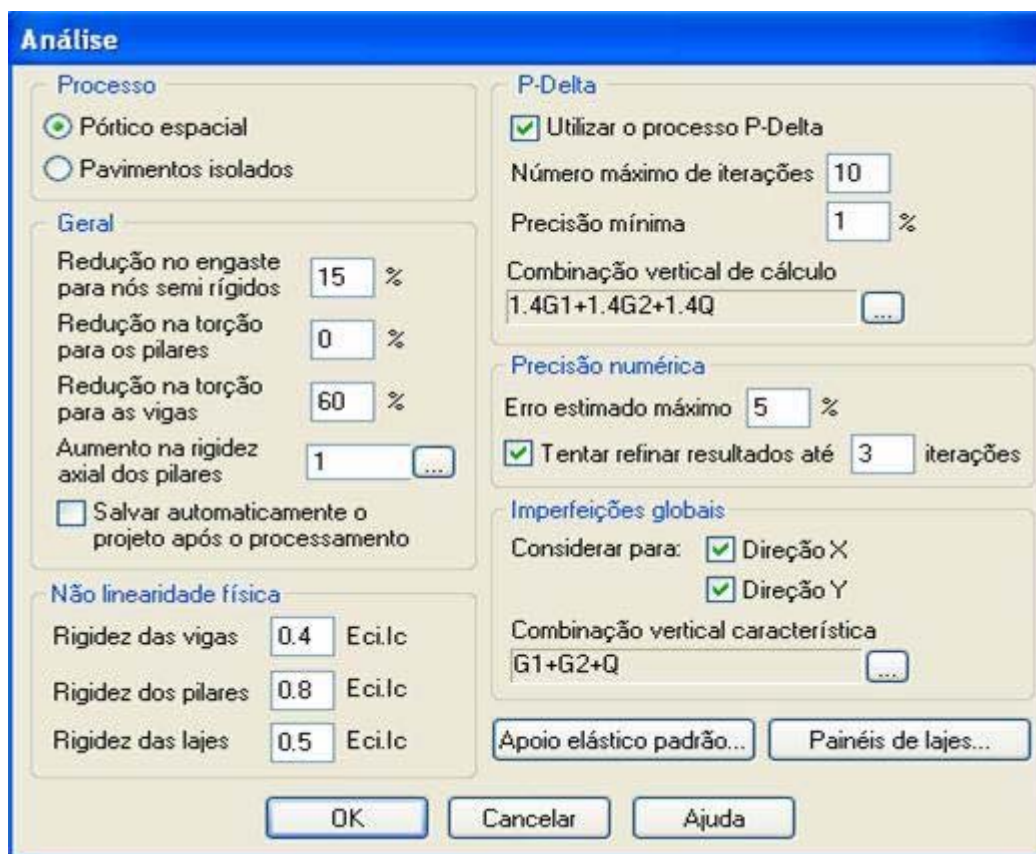 Análise
Processo
Pórtico espacial
Pavimentos isolados
Geral
Redução no engaste
para nós semi rígidos 15 %
Redução na torção
para os pilares 0 %
Redução na torção
para as vigas 60 %
Aumento na rigidez
axial dos pilares 1 ...
Salvar automaticamente o
projeto após o processamento
Não linearidade física
Rigidez das vigas 0.4 Eci.Ic
Rigidez dos pilares 0.8 Eci.Ic
Rigidez das lajes 0.5 Eci.Ic
P-Delta
Utilizar o processo P-Delta
Número máximo de iterações 10
Precisão mínima 1 %
Combinação vertical de cálculo
1.4G1+1.4G2+1.4Q ...
Precisão numérica
Erro estimado máximo 5 %
Tentar refinar resultados até 3 iterações
Imperfeições globais
Considerar para: Direção X
Direção Y
Combinação vertical característica
G1+G2+Q ...
Apoio elástico padrão... Painéis de lajes...
OK Cancelar Ajuda